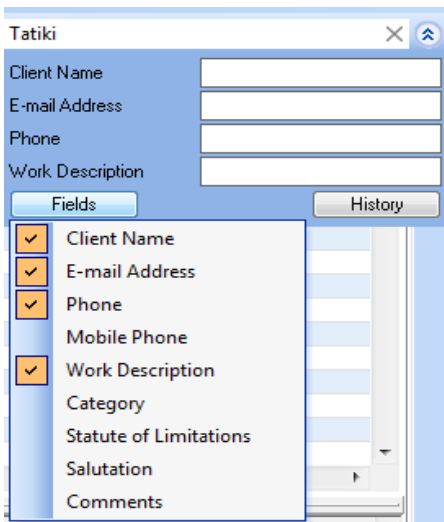 Tatiki
Client Name
E-mail Address
Phone
Work Description
Fields History
Client Name
E-mail Address
Phone
Mobile Phone
Work Description
Category
Statute of Limitations
Salutation
Comments